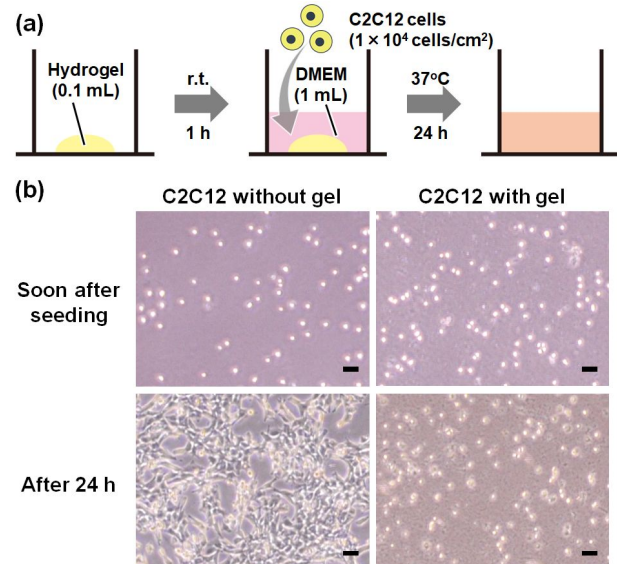 (a)
C2C12 cells
(1 × 10⁴ cells/cm²)
Hydrogel
(0.1 mL)
r.t.
1 h
DMEM
(1 mL)
37°C
24 h
(b)
C2C12 without gel
C2C12 with gel
Soon after
seeding
After 24 h